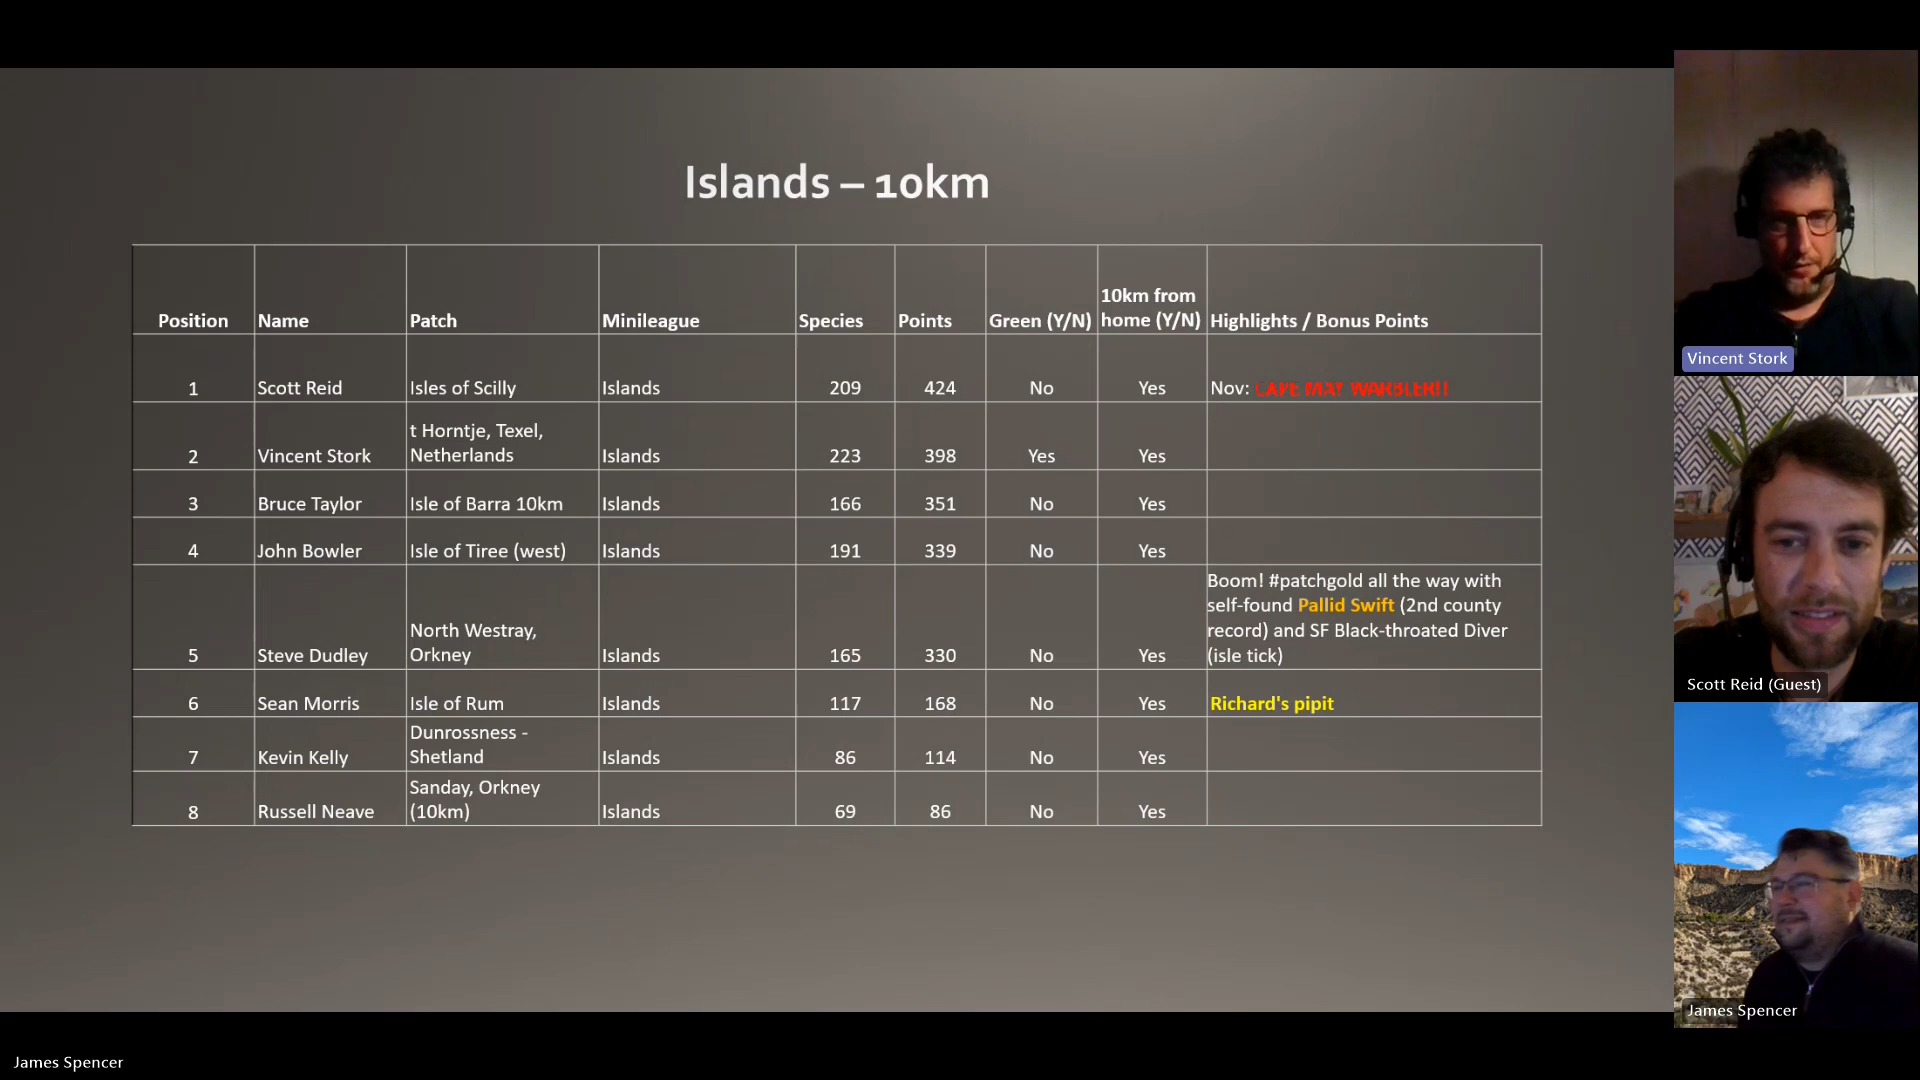 Islands – 10km
Position Name Patch Minileague Species Points Green (Y/N) 10km from
home (Y/N) Highlights / Bonus Points
1 Scott Reid Isles of Scilly Islands 209 424 No Yes Nov: CAPE MAY WARBLER!!
2 Vincent Stork t Horntje, Texel,
Netherlands Islands 223 398 Yes Yes
3 Bruce Taylor Isle of Barra 10km Islands 166 351 No Yes
4 John Bowler Isle of Tiree (west) Islands 191 339 No Yes
5 Steve Dudley North Westray,
Orkney Islands 165 330 No Yes
Boom! #patchgold all the way with
self-found Pallid Swift (2nd county
record) and SF Black-throated Diver
(isle tick)
6 Sean Morris Isle of Rum Islands 117 168 No Yes Richard's pipit
7 Kevin Kelly Dunrossness -
Shetland Islands 86 114 No Yes
8 Russell Neave Sanday, Orkney
(10km) Islands 69 86 No Yes
Vincent Stork
Scott Reid (Guest)
James Spencer
James Spencer